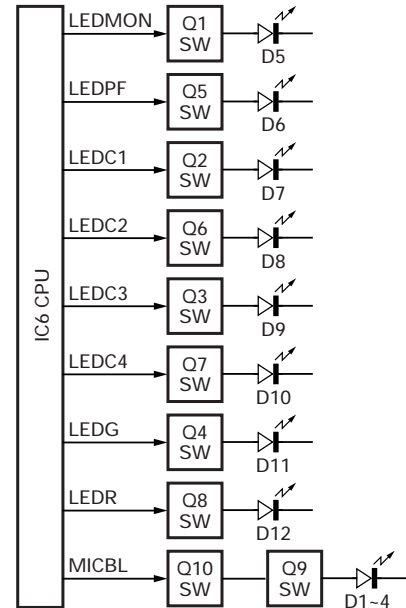 IC6 CPU
LEDMON
Q1
SW
D5
LEDPF
Q5
SW
D6
LEDC1
Q2
SW
D7
LEDC2
Q6
SW
D8
LEDC3
Q3
SW
D9
LEDC4
Q7
SW
D10
LEDG
Q4
SW
D11
LEDR
Q8
SW
D12
MICBL
Q10
SW
Q9
SW
D1~4